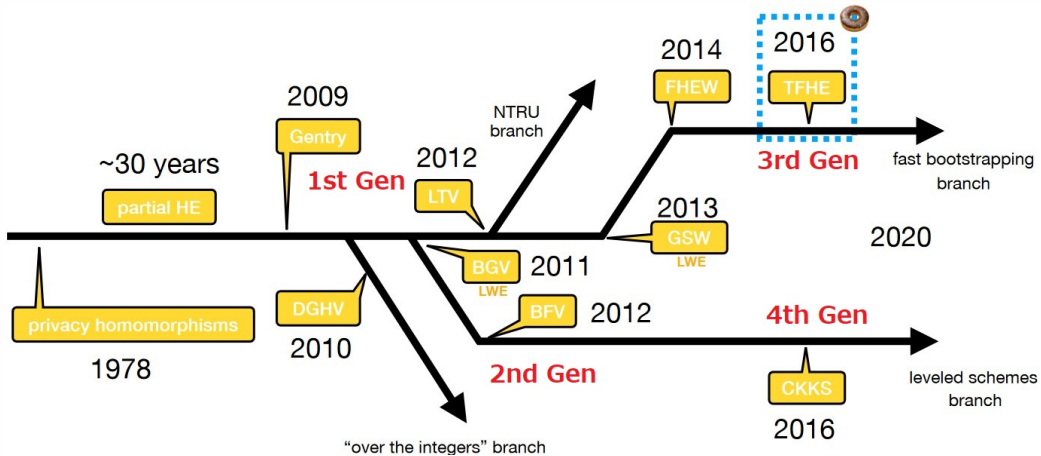 2014
2016
FHEW
TFHE
2009
NTRU
branch
Gentry
3rd Gen
fast bootstrapping
branch
~30 years
1st Gen
2012
partial HE
LTV
2013
GSW
LWE
2020
BGV
2011
LWE
privacy homomorphisms
DGHV
BFV
2012
4th Gen
1978
2010
2nd Gen
CKKS
leveled schemes
branch
2016
“over the integers” branch